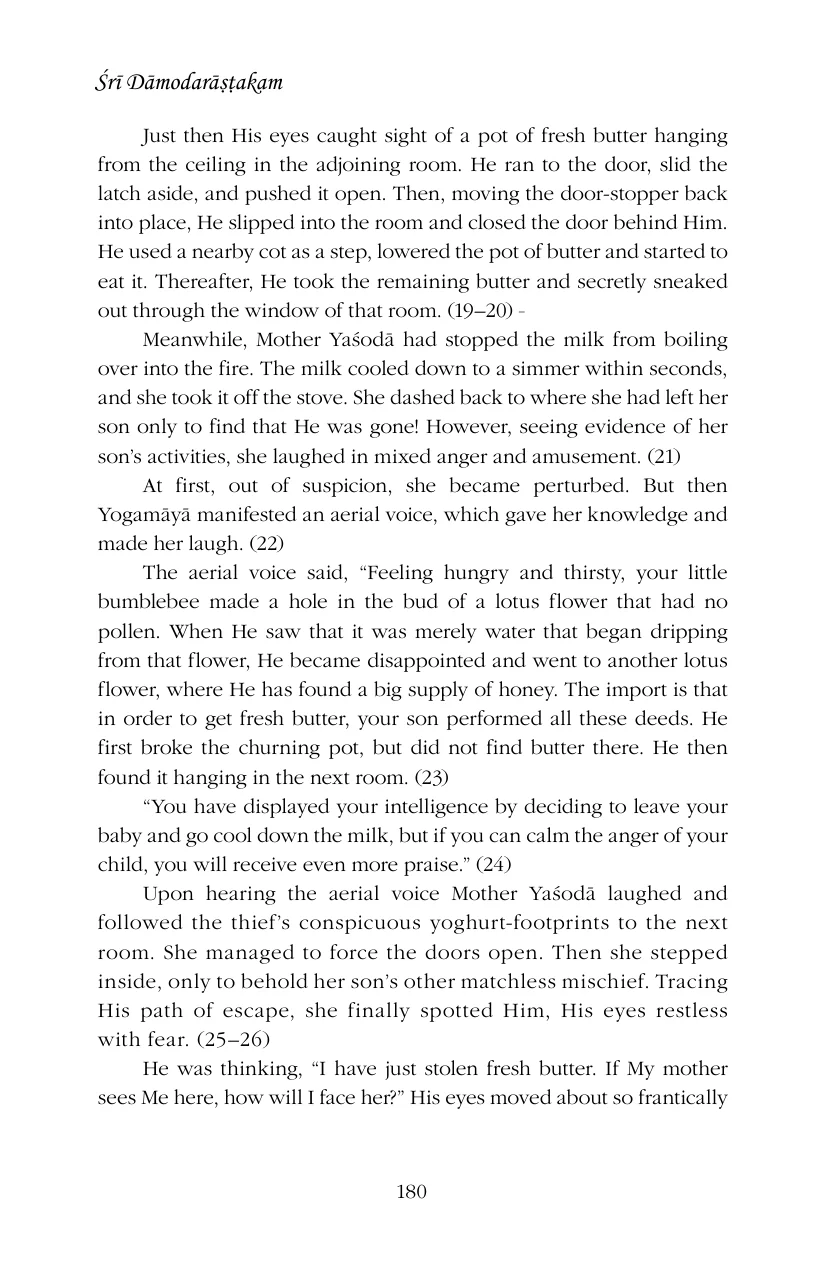 Śrī Dāmodarāṣṭakam
Just then His eyes caught sight of a pot of fresh butter hanging
from the ceiling in the adjoining room. He ran to the door, slid the
latch aside, and pushed it open. Then, moving the door-stopper back
into place, He slipped into the room and closed the door behind Him.
He used a nearby cot as a step, lowered the pot of butter and started to
eat it. Thereafter, He took the remaining butter and secretly sneaked
out through the window of that room. (19–20) -
Meanwhile, Mother Yaśodā had stopped the milk from boiling
over into the fire. The milk cooled down to a simmer within seconds,
and she took it off the stove. She dashed back to where she had left her
son only to find that He was gone! However, seeing evidence of her
son’s activities, she laughed in mixed anger and amusement. (21)
At first, out of suspicion, she became perturbed. But then
Yogamāyā manifested an aerial voice, which gave her knowledge and
made her laugh. (22)
The aerial voice said, “Feeling hungry and thirsty, your little
bumblebee made a hole in the bud of a lotus flower that had no
pollen. When He saw that it was merely water that began dripping
from that flower, He became disappointed and went to another lotus
flower, where He has found a big supply of honey. The import is that
in order to get fresh butter, your son performed all these deeds. He
first broke the churning pot, but did not find butter there. He then
found it hanging in the next room. (23)
“You have displayed your intelligence by deciding to leave your
baby and go cool down the milk, but if you can calm the anger of your
child, you will receive even more praise.” (24)
Upon hearing the aerial voice Mother Yaśodā laughed and
followed the thief’s conspicuous yoghurt-footprints to the next
room. She managed to force the doors open. Then she stepped
inside, only to behold her son’s other matchless mischief. Tracing
His path of escape, she finally spotted Him, His eyes restless
with fear. (25–26)
He was thinking, “I have just stolen fresh butter. If My mother
sees Me here, how will I face her?” His eyes moved about so frantically
180